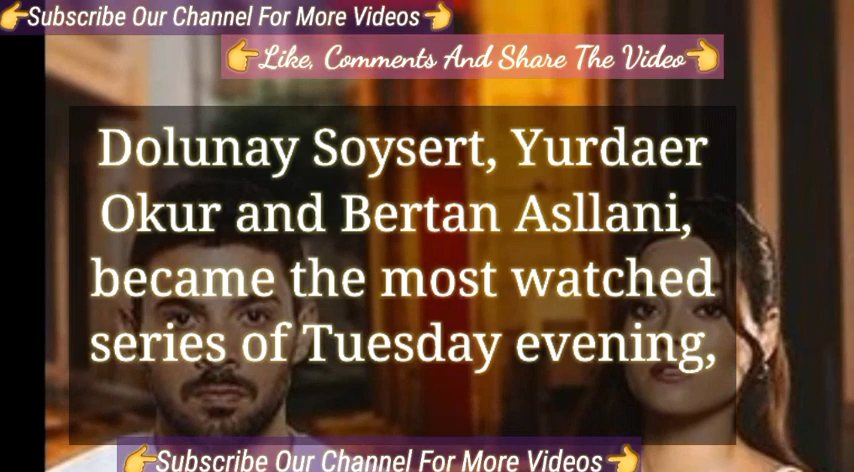 👉Subscribe Our Channel For More Videos👈
👉Like, Comments And Share The Video👈
Dolunay Soysert, Yurdaer
Okur and Bertan Asllani,
became the most watched
series of Tuesday evening,
👉Subscribe Our Channel For More Videos👈